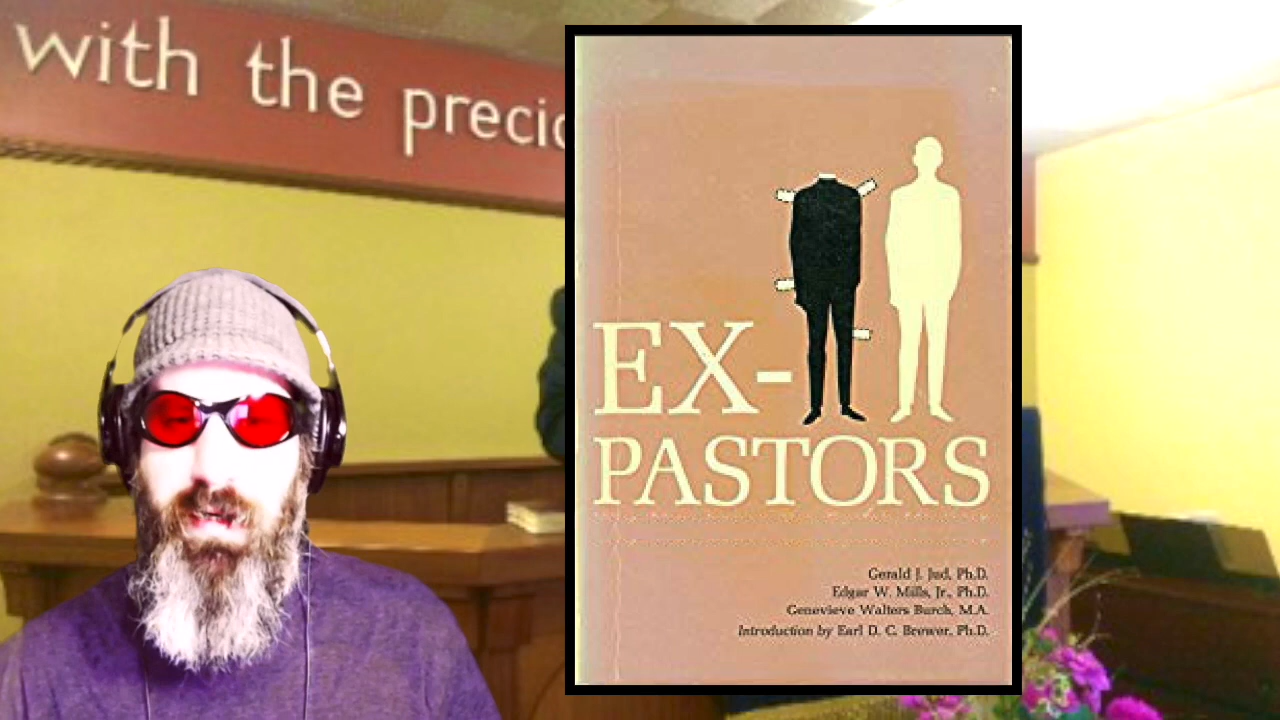 with the precio
EX-
PASTORS
Gerald J. Jud, Ph.D.
Edgar W. Mills, Jr., Ph.D.
Genevieve Walters Burch, M.A.
Introduction by Earl D. C. Brewer, Ph.D.